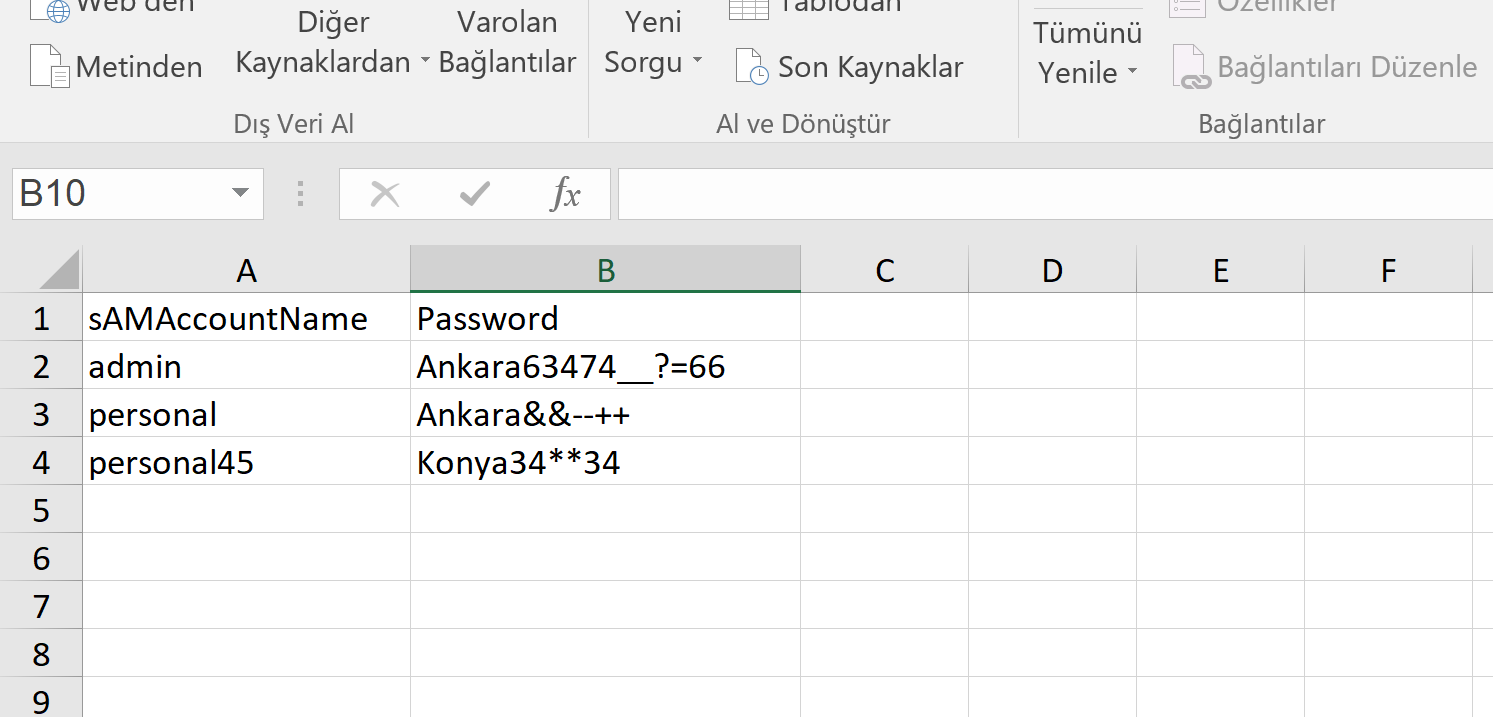 Web'den
Diğer Kaynaklardan
Varolan Bağlantılar
Metinden
Dış Veri Al
Yeni Sorgu
Tablodan
Son Kaynaklar
Al ve Dönüştür
Tümünü Yenile
Özellikler
Bağlantıları Düzenle
Bağlantılar
B10
fx
A B C D E F
1 sAMAccountName Password
2 admin Ankara63474__?=66
3 personal Ankara&&--++
4 personal45 Konya34**34
5
6
7
8
9